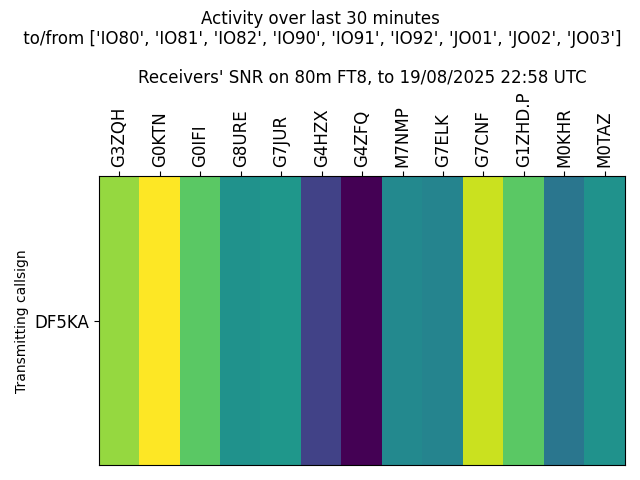 Activity over last 30 minutes
to/from ['IO80', 'IO81', 'IO82', 'IO90', 'IO91', 'IO92', 'JO01', 'JO02', 'JO03']
Receivers' SNR on 80m FT8, to 19/08/2025 22:58 UTC
G3ZQH
G0KTN
G0IFI
G8URE
G7JUR
G4HZX
G4ZFQ
M7NMP
G7ELK
G7CNF
G1ZHD.P
M0KHR
M0TAZ
Transmitting callsign
DF5KA